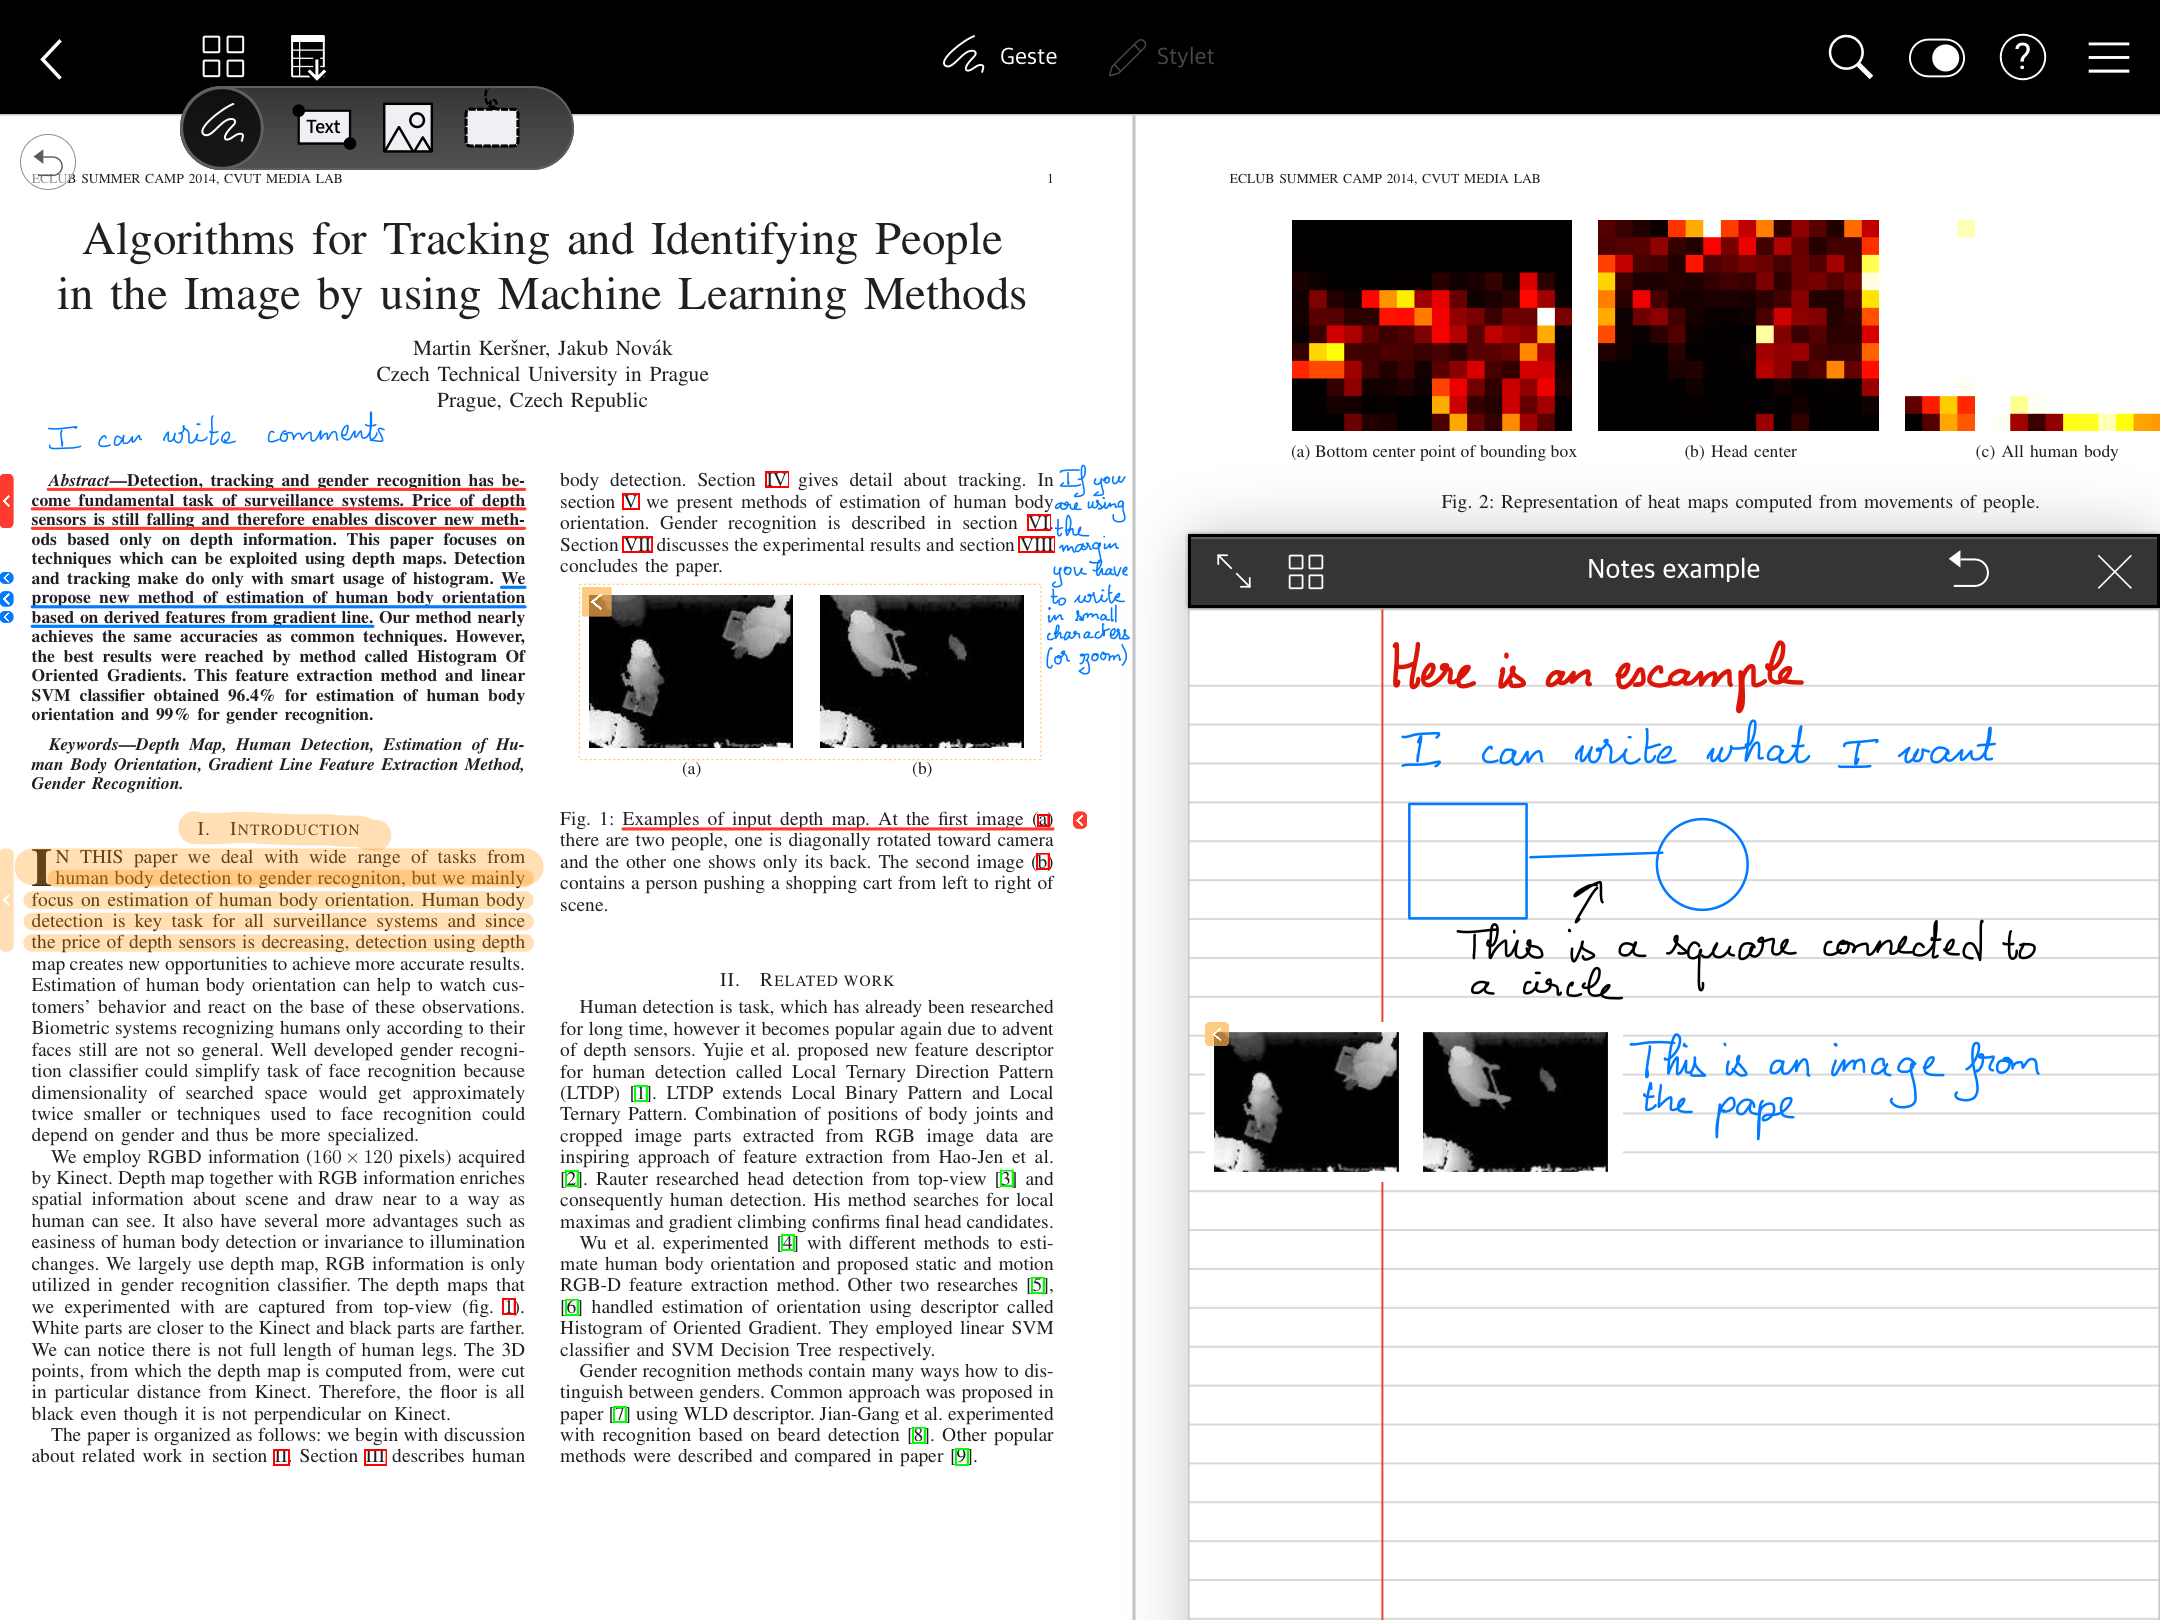 Geste
Stylet
Text
ECLUB SUMMER CAMP 2014, CVUT MEDIA LAB
1
Algorithms for Tracking and Identifying People
in the Image by using Machine Learning Methods
Martin Keršner, Jakub Novák
Czech Technical University in Prague
Prague, Czech Republic
I can write comments
Abstract—Detection, tracking and gender recognition has be-
come fundamental task of surveillance systems. Price of depth
sensors is still falling and therefore enables discover new meth-
ods based only on depth information. This paper focuses on
techniques which can be exploited using depth maps. Detection
and tracking make do only with smart usage of histogram. We
propose new method of estimation of human body orientation
based on derived features from gradient line. Our method nearly
achieves the same accuracies as common techniques. However,
the best results were reached by method called Histogram Of
Oriented Gradients. This feature extraction method and linear
SVM classifier obtained 96.4% for estimation of human body
orientation and 99% for gender recognition.
Keywords—Depth Map, Human Detection, Estimation of Hu-
man Body Orientation, Gradient Line Feature Extraction Method,
Gender Recognition.
I. INTRODUCTION
IN THIS paper we deal with wide range of tasks from
human body detection to gender recogniton, but we mainly
focus on estimation of human body orientation. Human body
detection is key task for all surveillance systems and since
the price of depth sensors is decreasing, detection using depth
map creates new opportunities to achieve more accurate results.
Estimation of human body orientation can help to watch cus-
tomers' behavior and react on the base of these observations.
Biometric systems recognizing humans only according to their
faces still are not so general. Well developed gender recogni-
tion classifier could simplify task of face recognition because
dimensionality of searched space would get approximately
twice smaller or techniques used to face recognition could
depend on gender and thus be more specialized.
We employ RGBD information (160 × 120 pixels) acquired
by Kinect. Depth map together with RGB information enriches
spatial information about scene and draw near to a way as
human can see. It also have several more advantages such as
easiness of human body detection or invariance to illumination
changes. We largely use depth map, RGB information is only
utilized in gender recognition classifier. The depth maps that
we experimented with are captured from top-view (fig. 1).
White parts are closer to the Kinect and black parts are farther.
We can notice there is not full length of human legs. The 3D
points, from which the depth map is computed from, were cut
in particular distance from Kinect. Therefore, the floor is all
black even though it is not perpendicular on Kinect.
The paper is organized as follows: we begin with discussion
about related work in section II. Section III describes human
body detection. Section IV gives detail about tracking. In
section V we present methods of estimation of human body
orientation. Gender recognition is described in section VI.
Section VII discusses the experimental results and section VIII
concludes the paper.
If you
are using
the
margin
you have
to write
in small
characters
(or zoom)
(a)
(b)
Fig. 1: Examples of input depth map. At the first image (a)
there are two people, one is diagonally rotated toward camera
and the other one shows only its back. The second image (b)
contains a person pushing a shopping cart from left to right of
scene.
II. RELATED WORK
Human detection is task, which has already been researched
for long time, however it becomes popular again due to advent
of depth sensors. Yujie et al. proposed new feature descriptor
for human detection called Local Ternary Direction Pattern
(LTDP) [1]. LTDP extends Local Binary Pattern and Local
Ternary Pattern. Combination of positions of body joints and
cropped image parts extracted from RGB image data are
inspiring approach of feature extraction from Hao-Jen et al.
[2]. Rauter researched head detection from top-view [3] and
consequently human detection. His method searches for local
maximas and gradient climbing confirms final head candidates.
Wu et al. experimented [4] with different methods to esti-
mate human body orientation and proposed static and motion
RGB-D feature extraction method. Other two researches [5],
[6] handled estimation of orientation using descriptor called
Histogram of Oriented Gradient. They employed linear SVM
classifier and SVM Decision Tree respectively.
Gender recognition methods contain many ways how to dis-
tinguish between genders. Common approach was proposed in
paper [7] using WLD descriptor. Jian-Gang et al. experimented
with recognition based on beard detection [8]. Other popular
methods were described and compared in paper [9].
ECLUB SUMMER CAMP 2014, CVUT MEDIA LAB
(a) Bottom center point of bounding box
(b) Head center
(c) All human body
Fig. 2: Representation of heat maps computed from movements of people.
Notes example
Here is an escample
I can write what I want
This is a square connected to
a circle
This is an image from
the pape